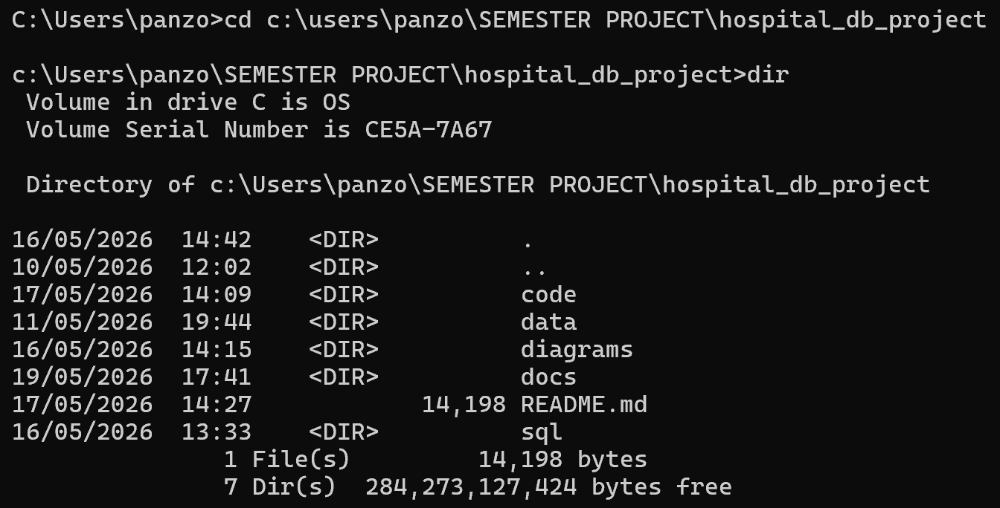 C:\Users\panzo>cd c:\users\panzo\SEMESTER PROJECT\hospital_db_project
c:\Users\panzo\SEMESTER PROJECT\hospital_db_project>dir
 Volume in drive C is OS
 Volume Serial Number is CE5A-7A67
 Directory of c:\Users\panzo\SEMESTER PROJECT\hospital_db_project
16/05/2026  14:42    <DIR>          .
10/05/2026  12:02    <DIR>          ..
17/05/2026  14:09    <DIR>          code
11/05/2026  19:44    <DIR>          data
16/05/2026  14:15    <DIR>          diagrams
19/05/2026  17:41    <DIR>          docs
17/05/2026  14:27            14,198 README.md
16/05/2026  13:33    <DIR>          sql
               1 File(s)         14,198 bytes
               7 Dir(s)  284,273,127,424 bytes free